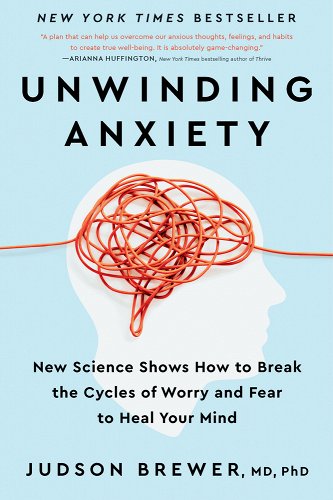 NEW YORK TIMES BESTSELLER
"A plan that can help us overcome our anxious thoughts, feelings, and habits
to create true well-being. It is absolutely game-changing."
—ARIANNA HUFFINGTON, New York Times bestselling author of Thrive
UNWINDING
ANXIETY
New Science Shows How to Break
the Cycles of Worry and Fear
to Heal Your Mind
JUDSON BREWER, MD, PhD